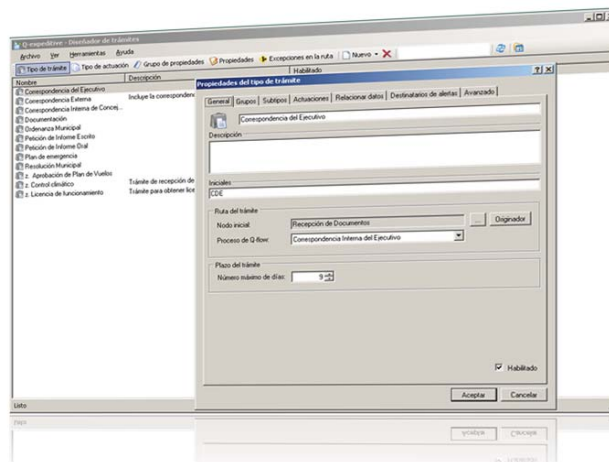 Q-expeditive - Diseñador de trámites
Archivo Ver Herramientas Ayuda
Tipo de trámite Tipo de actuación Grupo de propiedades Propiedades Excepciones en la ruta Nuevo
Nombre Descripción Habilitado
Correspondencia del Ejecutivo
Correspondencia Externa Incluye la correspondenc
Correspondencia Interna de Concej...
Documentación
Ordenanza Municipal
Petición de Informe Escrito
Petición de Informe Oral
Plan de emergencia
Resolución Municipal
z. Aprobación de Plan de Vuelos Trámite de recepción de
z. Control climático Trámite para obtener lice
z. Licencia de funcionamiento
Propiedades del tipo de trámite
General Grupos Subtipos Actuaciones Relacionar datos Destinatarios de alertas Avanzado
Correspondencia del Ejecutivo
Descripción
Iniciales
CDE
Ruta del trámite
Nodo inicial: Recepción de Documentos ... Originador
Proceso de Q-flow: Correspondencia Interna del Ejecutivo
Plazo del trámite
Número máximo de días: 9
Habilitado
Aceptar Cancelar
Listo